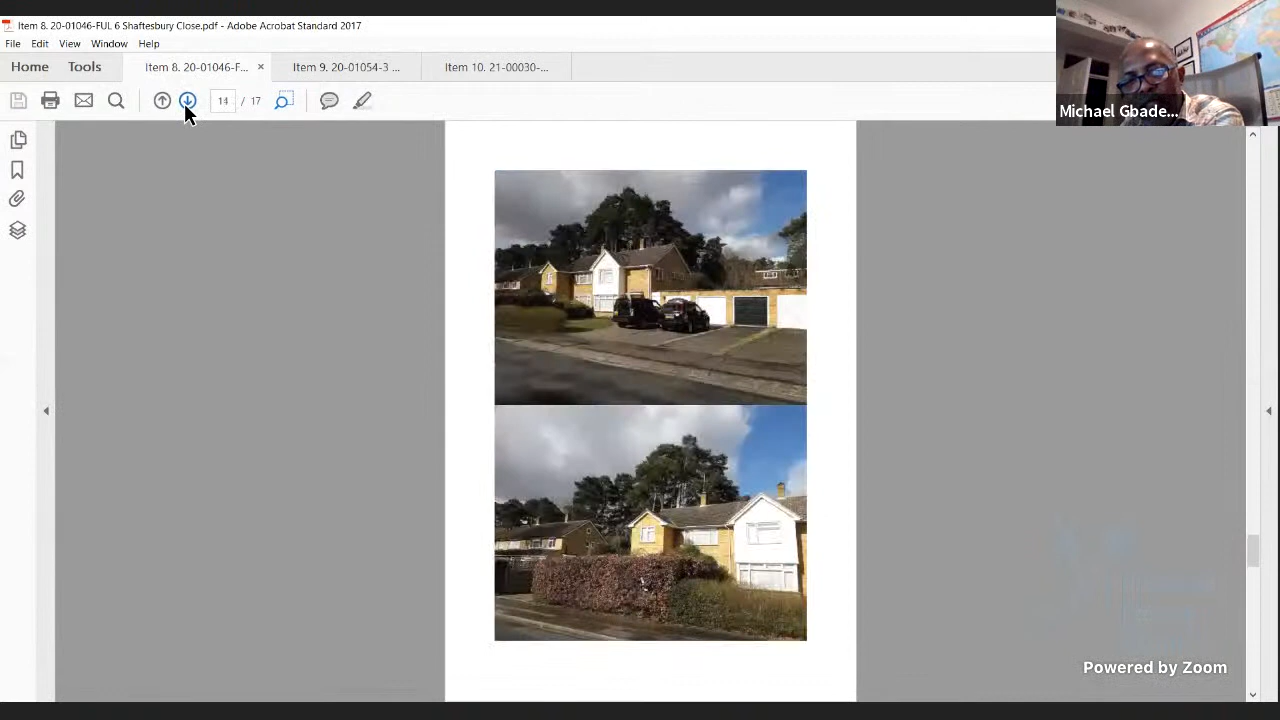 Item 8. 20-01046-FUL 6 Shaftesbury Close.pdf - Adobe Acrobat Standard 2017
File Edit View Window Help
Home Tools Item 8. 20-01046-F... × Item 9. 20-01054-3 ... Item 10. 21-00030-...
14 / 17
Michael Gbade...
Powered by Zoom